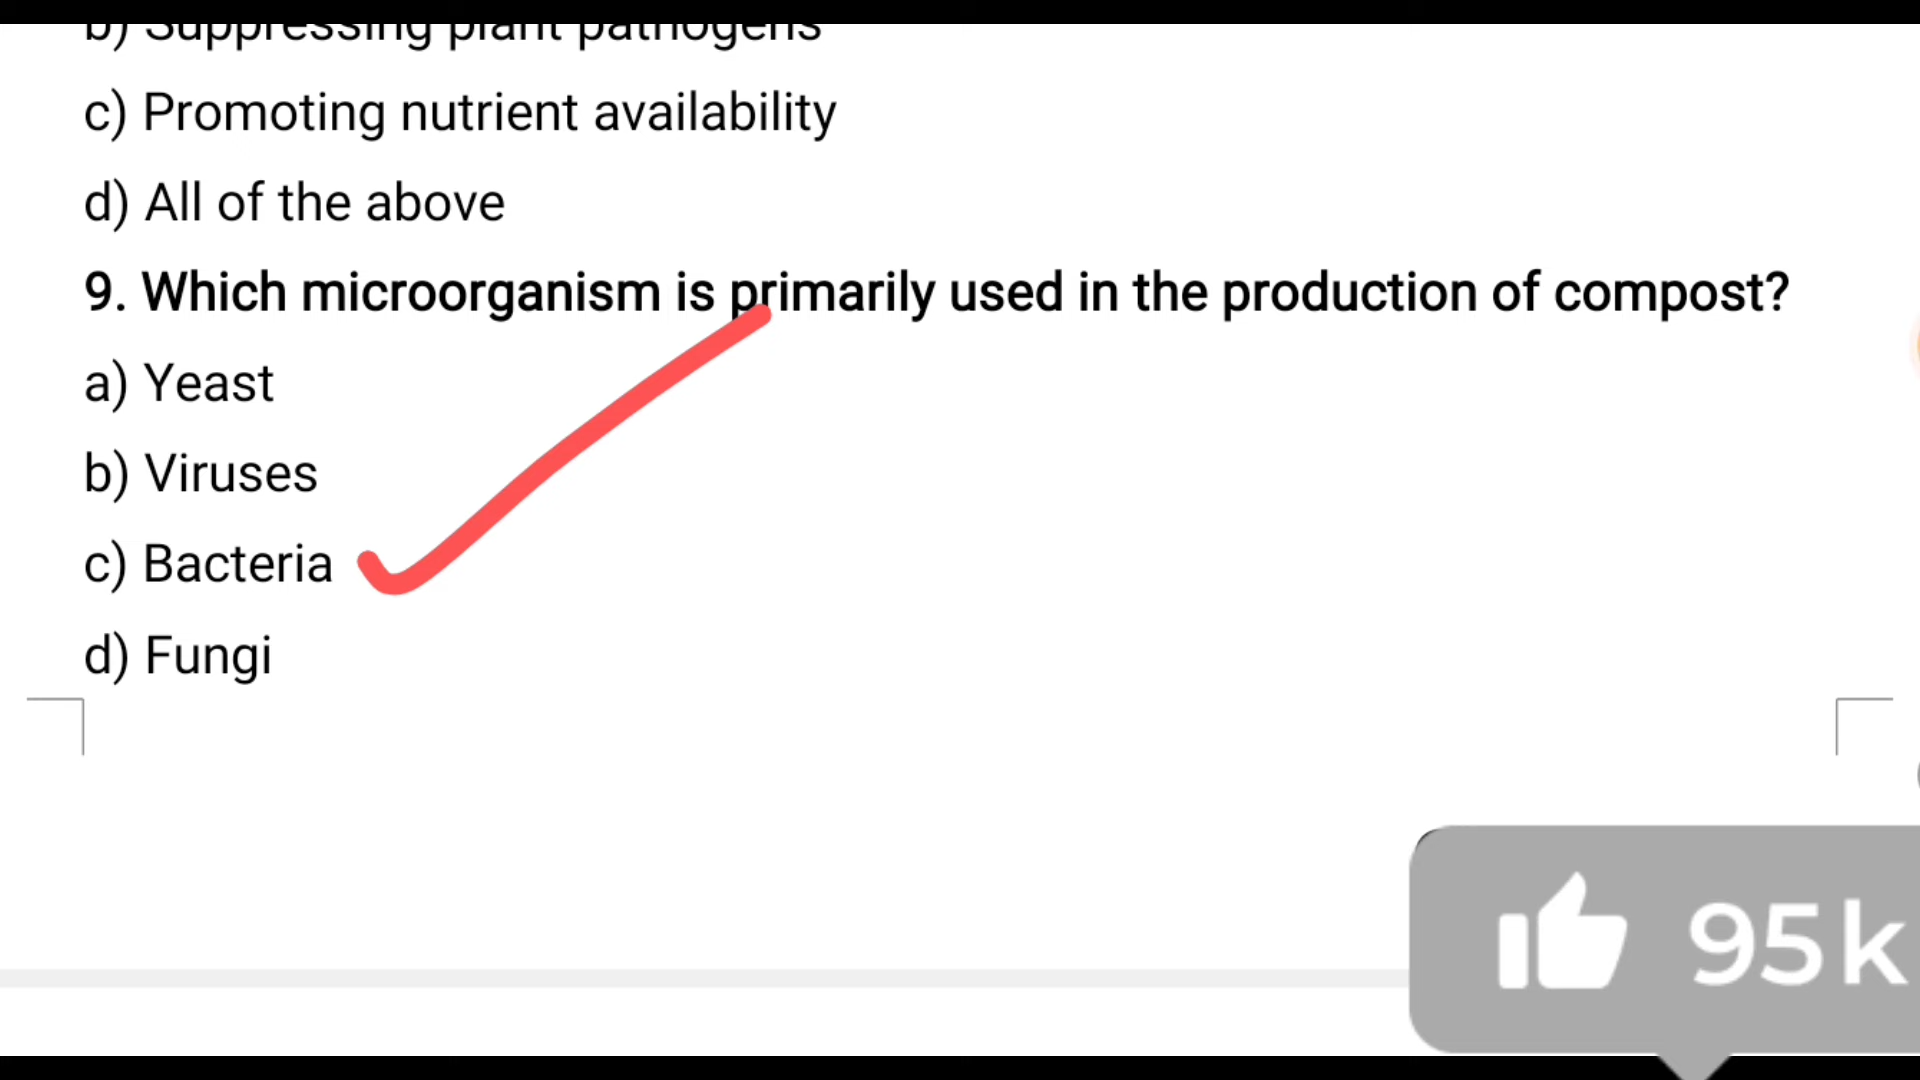 b) Suppressing plant pathogens
c) Promoting nutrient availability
d) All of the above
9. Which microorganism is primarily used in the production of compost?
a) Yeast
b) Viruses
c) Bacteria
d) Fungi
95k